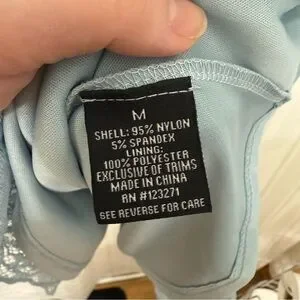 M
SHELL: 95% NYLON
5% SPANDEX
LINING:
100% POLYESTER
EXCLUSIVE OF TRIMS
MADE IN CHINA
RN #123271
SEE REVERSE FOR CARE